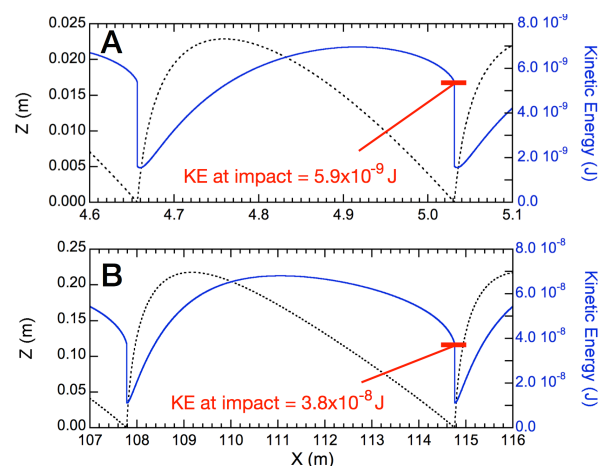 A
Z (m)
0.025
0.020
0.015
0.010
0.005
0.000
8.0 10-9
6.0 10-9
4.0 10-9
2.0 10-9
0.0
Kinetic Energy (J)
KE at impact = 5.9x10-9 J
4.6 4.7 4.8 4.9 5.0 5.1
B
Z (m)
0.25
0.20
0.15
0.10
0.05
0.00
8.0 10-8
6.0 10-8
4.0 10-8
2.0 10-8
0.0
Kinetic Energy (J)
KE at impact = 3.8x10-8 J
107 108 109 110 111 112 113 114 115 116
X (m)